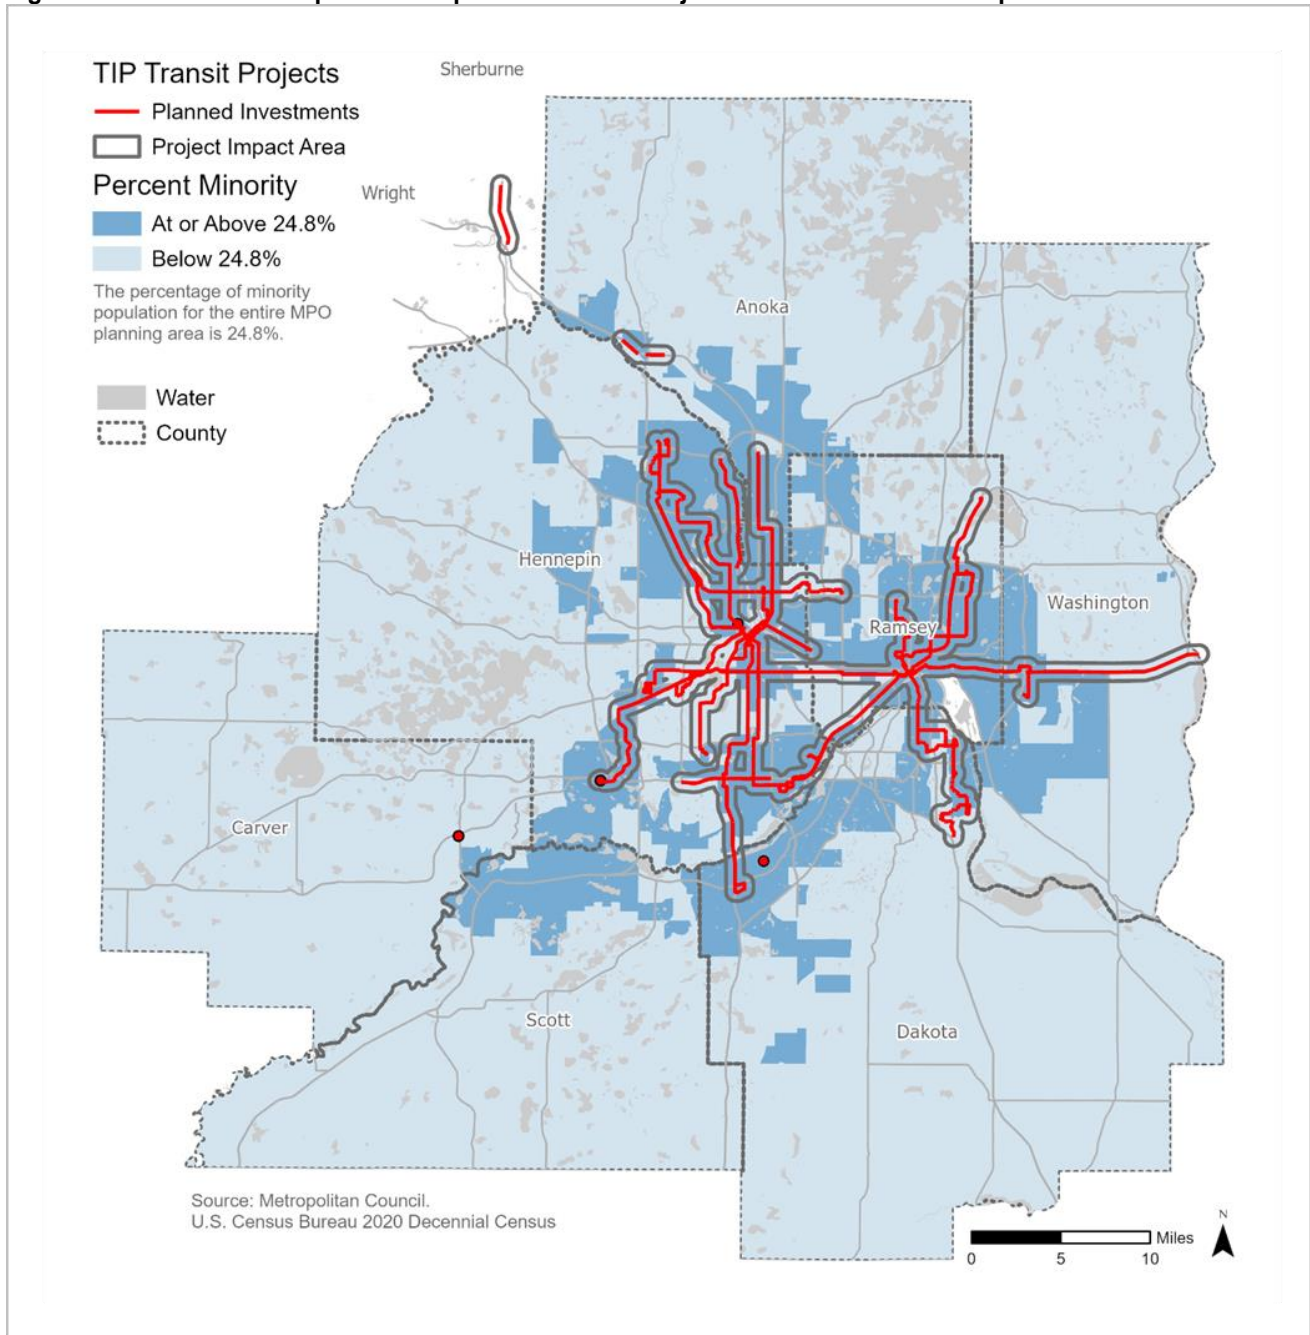 TIP Transit Projects
Planned Investments
Project Impact Area
Percent Minority
At or Above 24.8%
Below 24.8%
The percentage of minority
population for the entire MPO
planning area is 24.8%.
Water
County
Sherburne
Wright
Anoka
Hennepin
Ramsey
Washington
Carver
Scott
Dakota
Source: Metropolitan Council.
U.S. Census Bureau 2020 Decennial Census
N
Miles
0 5 10